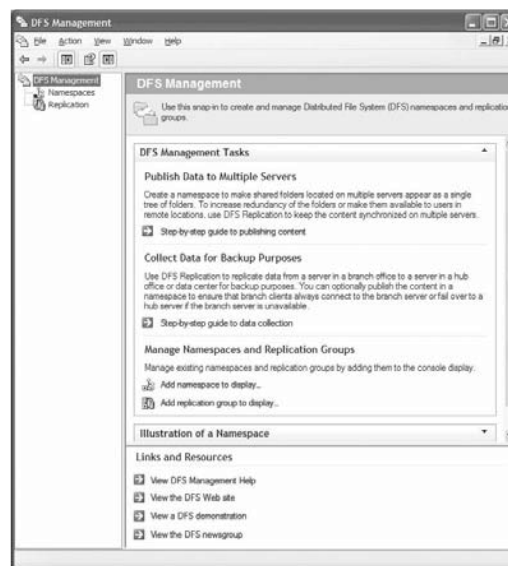 DFS Management
File Action View Window Help
DFS Management
Namespaces
Replication
DFS Management
Use this snap-in to create and manage Distributed File System (DFS) namespaces and replication
groups.
DFS Management Tasks
Publish Data to Multiple Servers
Create a namespace to make shared folders located on multiple servers appear as a single
tree of folders. To increase redundancy of the folders or make them available to users in
remote locations, use DFS Replication to keep the content synchronized on multiple servers.
Step-by-step guide to publishing content
Collect Data for Backup Purposes
Use DFS Replication to replicate data from a server in a branch office to a server in a hub
office or data center for backup purposes. You can optionally publish the content in a
namespace to ensure that branch clients always connect to the branch server or fail over to a
hub server if the branch server is unavailable.
Step-by-step guide to data collection
Manage Namespaces and Replication Groups
Manage existing namespaces and replication groups by adding them to the console display.
Add namespace to display...
Add replication group to display...
Illustration of a Namespace
Links and Resources
View DFS Management Help
View the DFS Web site
View a DFS demonstration
View the DFS newsgroup